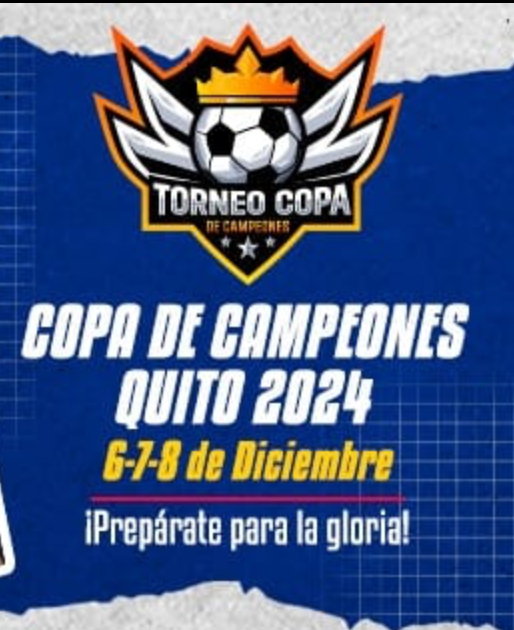 TORNEO COPA
DE CAMPEONES
COPA DE CAMPEONES
QUITO 2024
6-7-8 de Diciembre
¡Prepárate para la gloria!